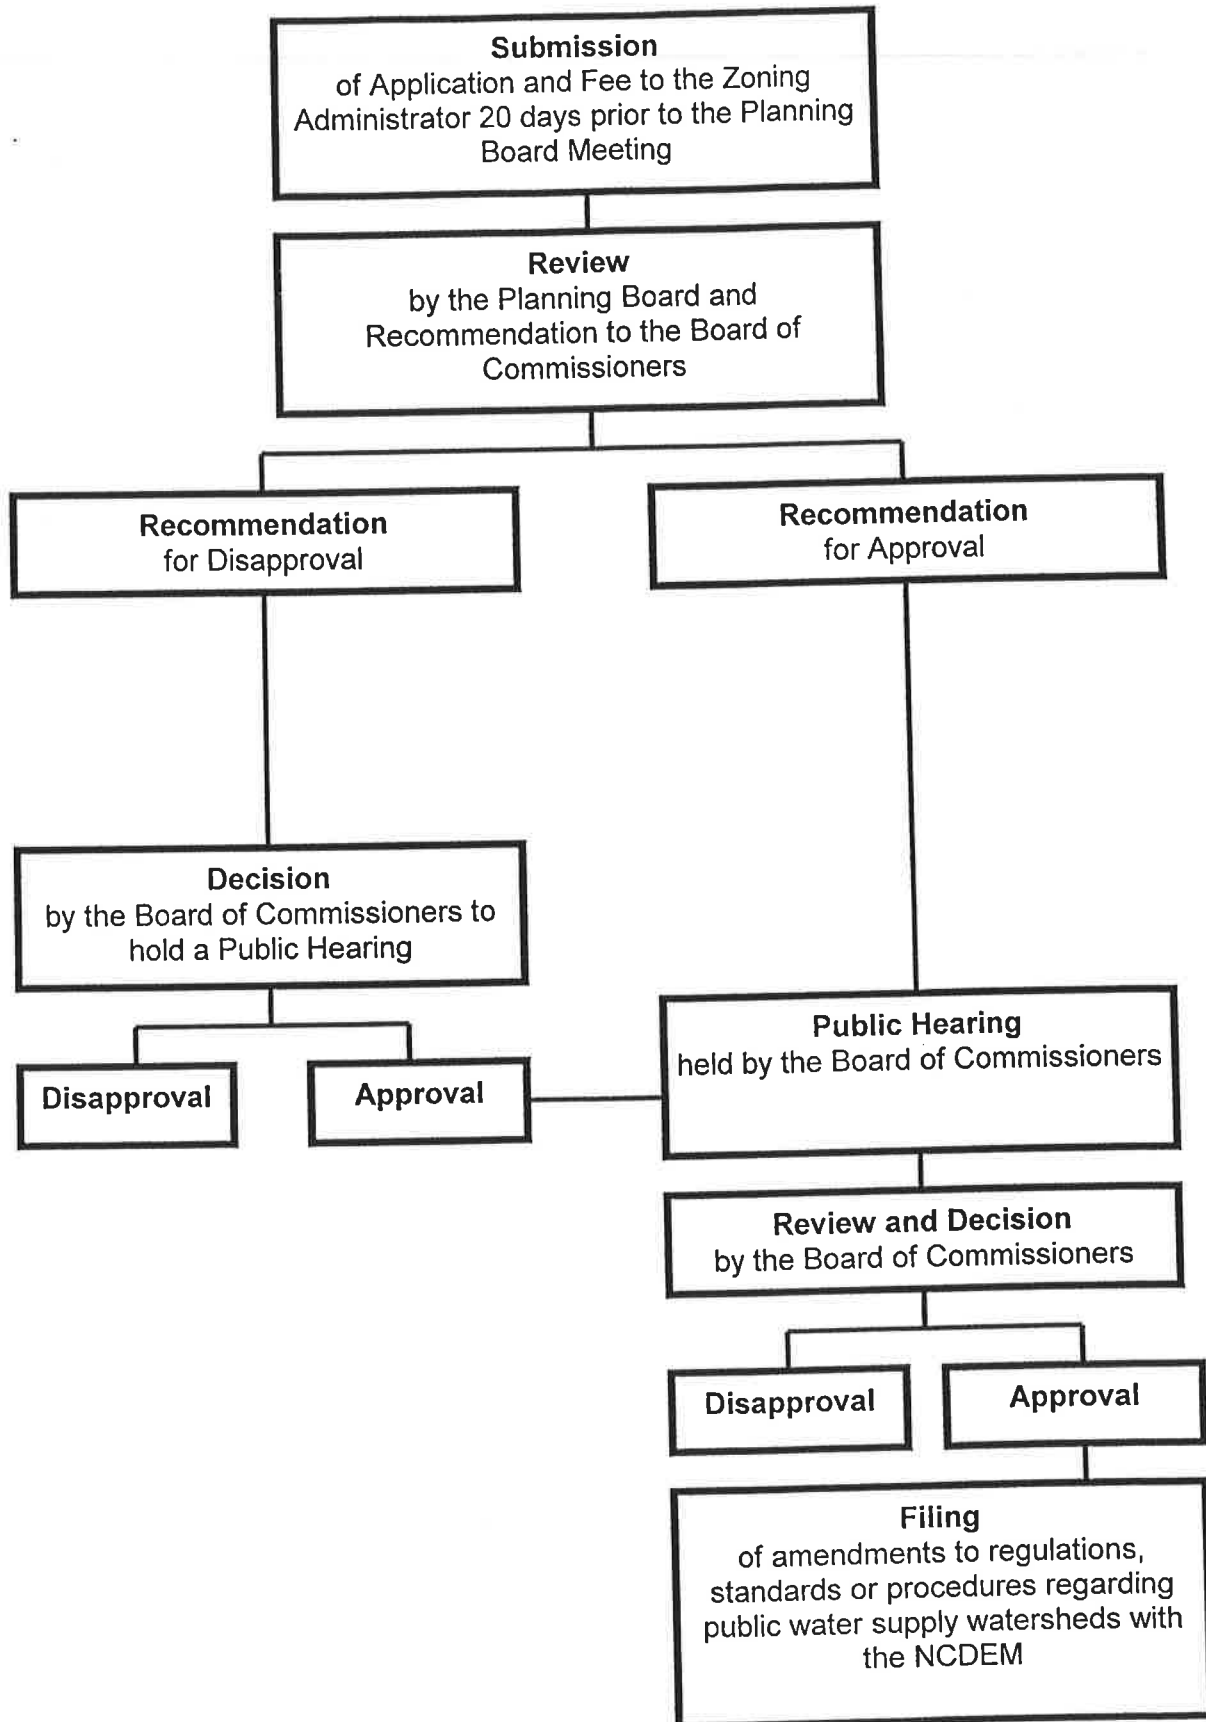 Submission
of Application and Fee to the Zoning
Administrator 20 days prior to the Planning
Board Meeting
Review
by the Planning Board and
Recommendation to the Board of
Commissioners
Recommendation
for Disapproval
Recommendation
for Approval
Decision
by the Board of Commissioners to
hold a Public Hearing
Disapproval
Approval
Public Hearing
held by the Board of Commissioners
Review and Decision
by the Board of Commissioners
Disapproval
Approval
Filing
of amendments to regulations,
standards or procedures regarding
public water supply watersheds with
the NCDEM